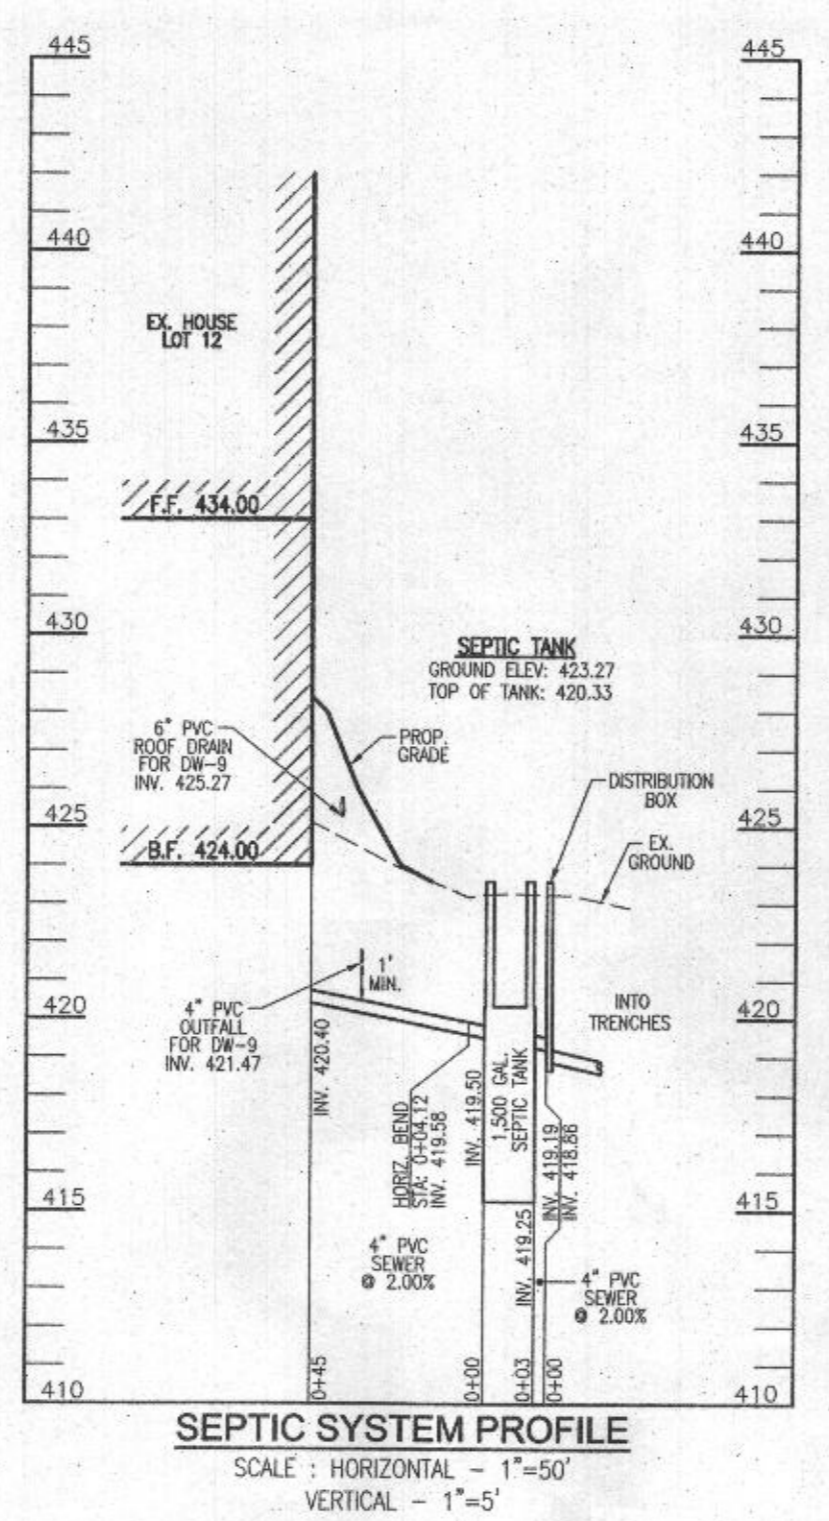 445
445
440
440
EX. HOUSE
LOT 12
435
435
F.F. 434.00
430
430
SEPTIC TANK
GROUND ELEV: 423.27
TOP OF TANK: 420.33
6" PVC
ROOF DRAIN
FOR DW-9
INV. 425.27
PROP.
GRADE
DISTRIBUTION
BOX
425
425
B.F. 424.00
EX.
GROUND
1'
MIN.
420
420
4" PVC
OUTFALL
FOR DW-9
INV. 421.47
INTO
TRENCHES
INV. 420.40
HORIZ. BEND
STA: 0+04.12
INV. 419.58
INV. 419.50
1,500 GAL.
SEPTIC TANK
INV. 419.19
INV. 418.86
415
415
INV. 419.25
4" PVC
SEWER
@ 2.00%
4" PVC
SEWER
@ 2.00%
410
0+45
0+00
0+03
0+00
410
SEPTIC SYSTEM PROFILE
SCALE : HORIZONTAL - 1"=50'
VERTICAL - 1"=5'